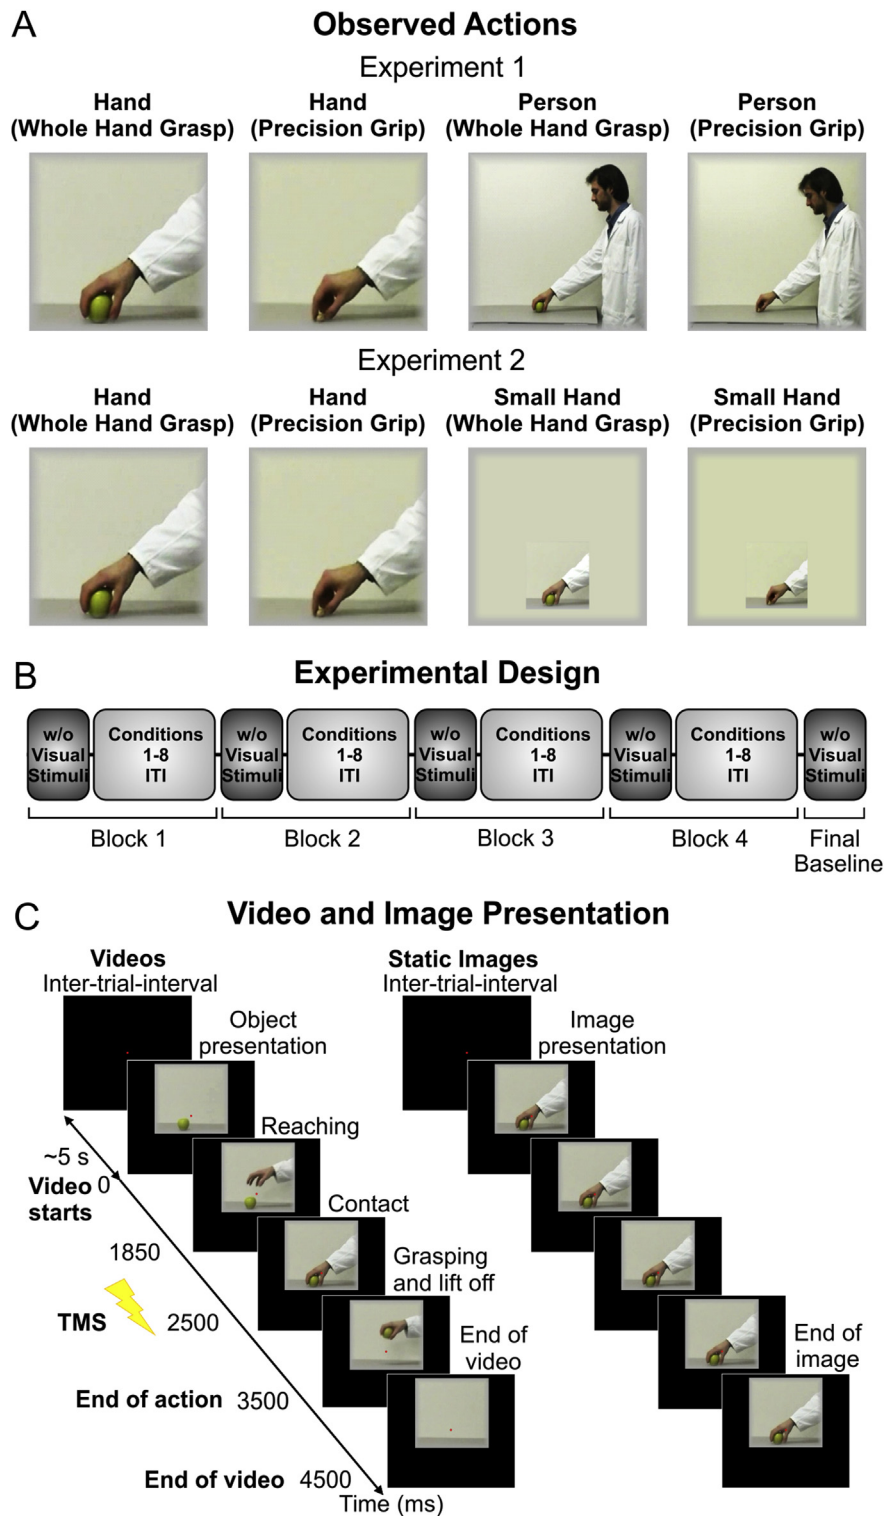 A
Observed Actions
Experiment 1
Hand
(Whole Hand Grasp)
Hand
(Precision Grip)
Person
(Whole Hand Grasp)
Person
(Precision Grip)
Experiment 2
Hand
(Whole Hand Grasp)
Hand
(Precision Grip)
Small Hand
(Whole Hand Grasp)
Small Hand
(Precision Grip)
B
Experimental Design
w/o
Visual
Stimuli
Conditions
1-8
ITI
w/o
Visual
Stimuli
Conditions
1-8
ITI
w/o
Visual
Stimuli
Conditions
1-8
ITI
w/o
Visual
Stimuli
Conditions
1-8
ITI
w/o
Visual
Stimuli
Block 1
Block 2
Block 3
Block 4
Final
Baseline
C
Video and Image Presentation
Videos
Inter-trial-interval
Object
presentation
Reaching
Contact
Grasping
and lift off
End of
video
~5 s
Video 0
starts
1850
TMS 2500
End of action 3500
End of video 4500
Time (ms)
Static Images
Inter-trial-interval
Image
presentation
End of
image